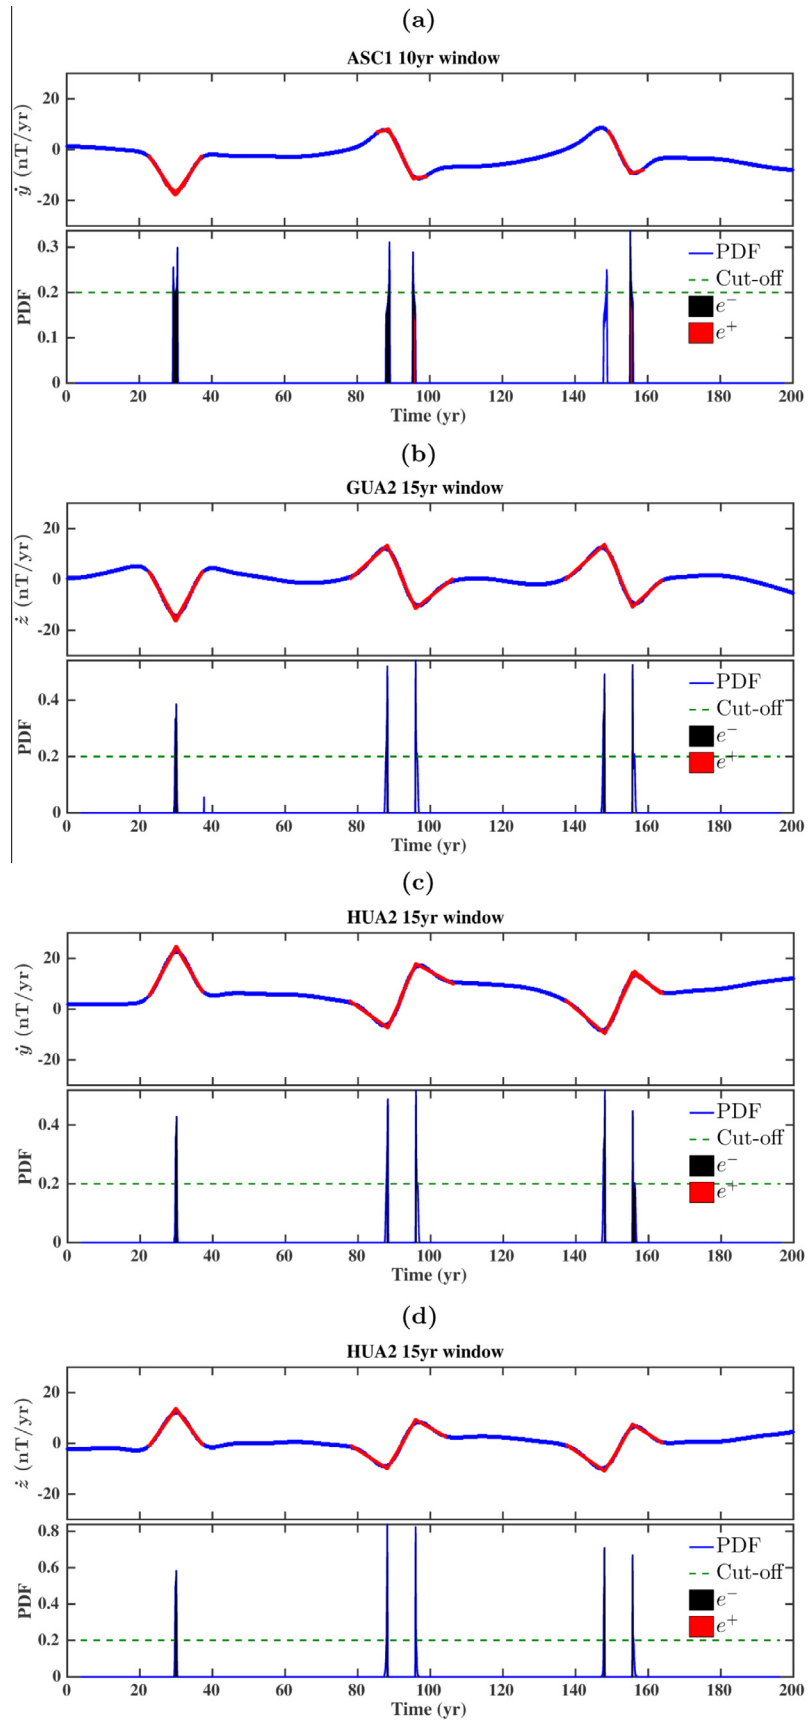 (a)
ASC1 10yr window
ẏ (nT/yr)
20
0
-20
PDF
0.3
0.2
0.1
0
PDF
Cut-off
e⁻
e⁺
0 20 40 60 80 100 120 140 160 180 200
Time (yr)
(b)
GUA2 15yr window
ż (nT/yr)
20
0
-20
PDF
0.4
0.2
0
PDF
Cut-off
e⁻
e⁺
0 20 40 60 80 100 120 140 160 180 200
Time (yr)
(c)
HUA2 15yr window
ẏ (nT/yr)
20
0
-20
PDF
0.4
0.2
0
PDF
Cut-off
e⁻
e⁺
0 20 40 60 80 100 120 140 160 180 200
Time (yr)
(d)
HUA2 15yr window
ż (nT/yr)
20
0
-20
PDF
0.8
0.6
0.4
0.2
0
PDF
Cut-off
e⁻
e⁺
0 20 40 60 80 100 120 140 160 180 200
Time (yr)